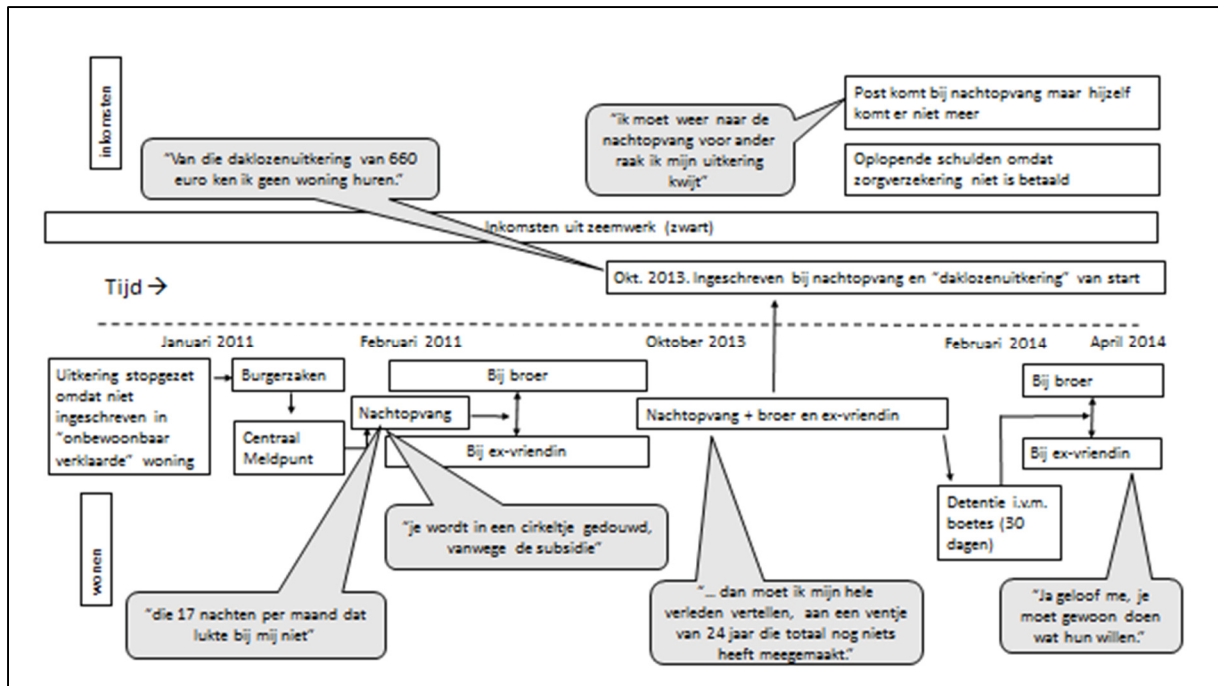 inkomsten
Post komt bij nachtopvang maar hijzelf
komt er niet meer
"ik moet weer naar de
nachtopvang voor ander
raak ik mijn uitkering
kwijt"
"Van die daklozenuitkering van 660
euro ken ik geen woning huren."
Oplopende schulden omdat
zorgverzekering niet is betaald
Inkomsten uit zeemwerk (zwart)
Okt. 2013. Ingeschreven bij nachtopvang en "daklozenuitkering" van start
Tijd →
Januari 2011
Februari 2011
Oktober 2013
Februari 2014
April 2014
Uitkering stopgezet
omdat niet
ingeschreven in
"onbewoonbaar
verklaarde" woning
Burgerzaken
Centraal
Meldpunt
Nachtopvang
Bij broer
Bij ex-vriendin
Nachtopvang + broer en ex-vriendin
Detentie i.v.m.
boetes (30
dagen)
Bij broer
Bij ex-vriendin
wonen
"je wordt in een cirkeltje gedouwd,
vanwege de subsidie"
"die 17 nachten per maand dat
lukte bij mij niet"
"... dan moet ik mijn hele
verleden vertellen, aan een ventje
van 24 jaar die totaal nog niets
heeft meegemaakt."
"Ja geloof me, je
moet gewoon doen
wat hun willen."